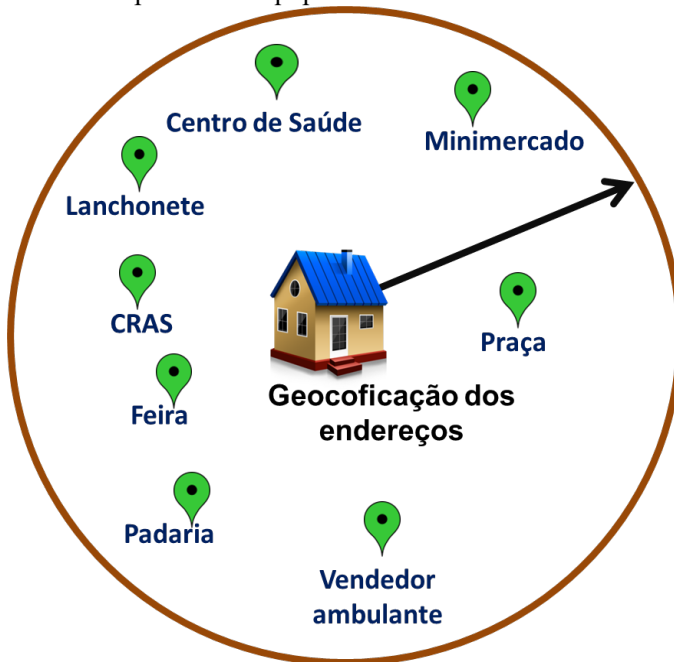 Centro de Saúde
Minimercado
Lanchonete
CRAS
Praça
Geocoficação dos
endereços
Feira
Padaria
Vendedor
ambulante